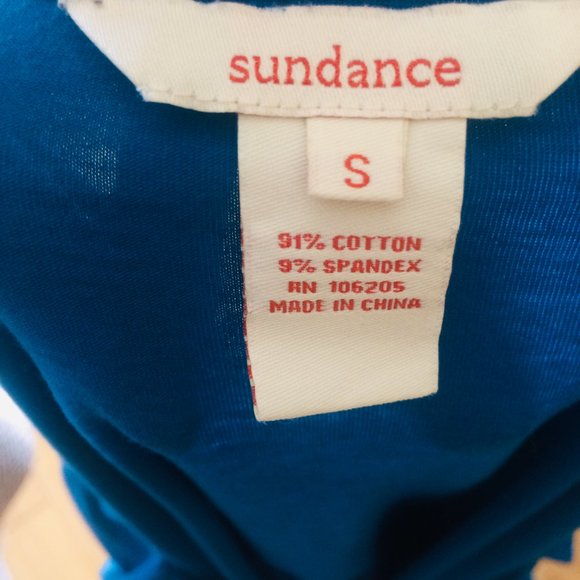 sundance
S
91% COTTON
9% SPANDEX
RN 106205
MADE IN CHINA